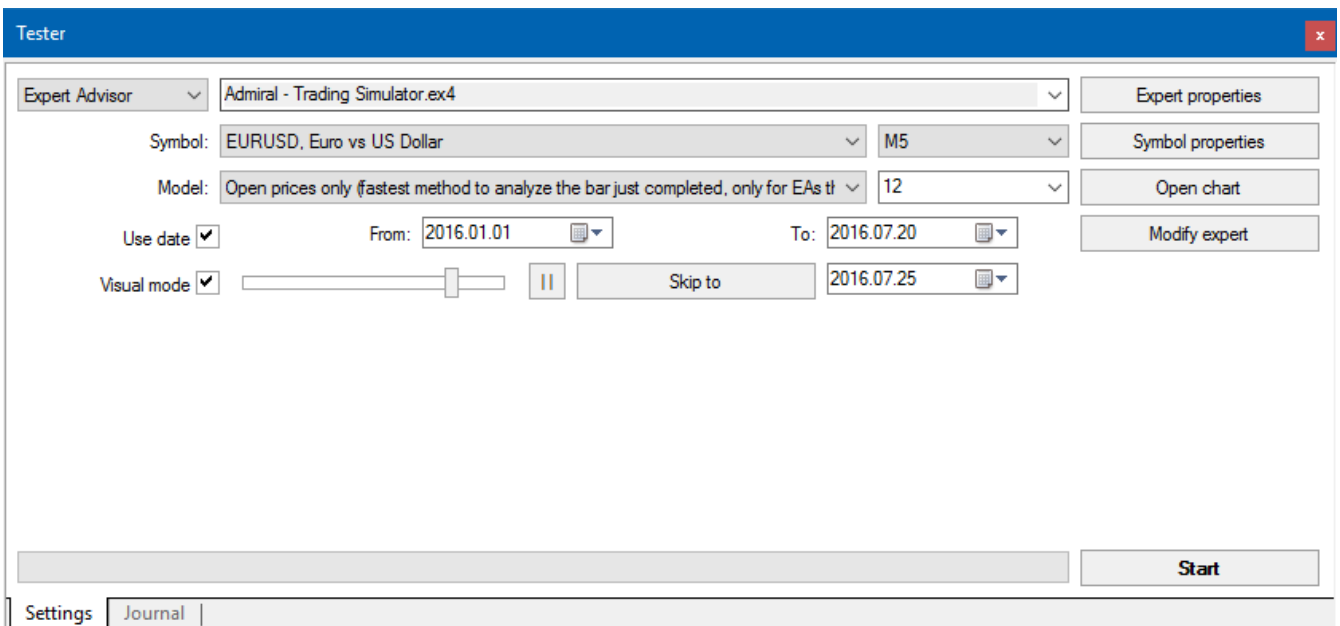 Tester
x
Expert Advisor Admiral - Trading Simulator.ex4 Expert properties
Symbol: EURUSD, Euro vs US Dollar M5 Symbol properties
Model: Open prices only (fastest method to analyze the bar just completed, only for EAs th 12 Open chart
Use date From: 2016.01.01 To: 2016.07.20 Modify expert
Visual mode Skip to 2016.07.25
Start
Settings Journal